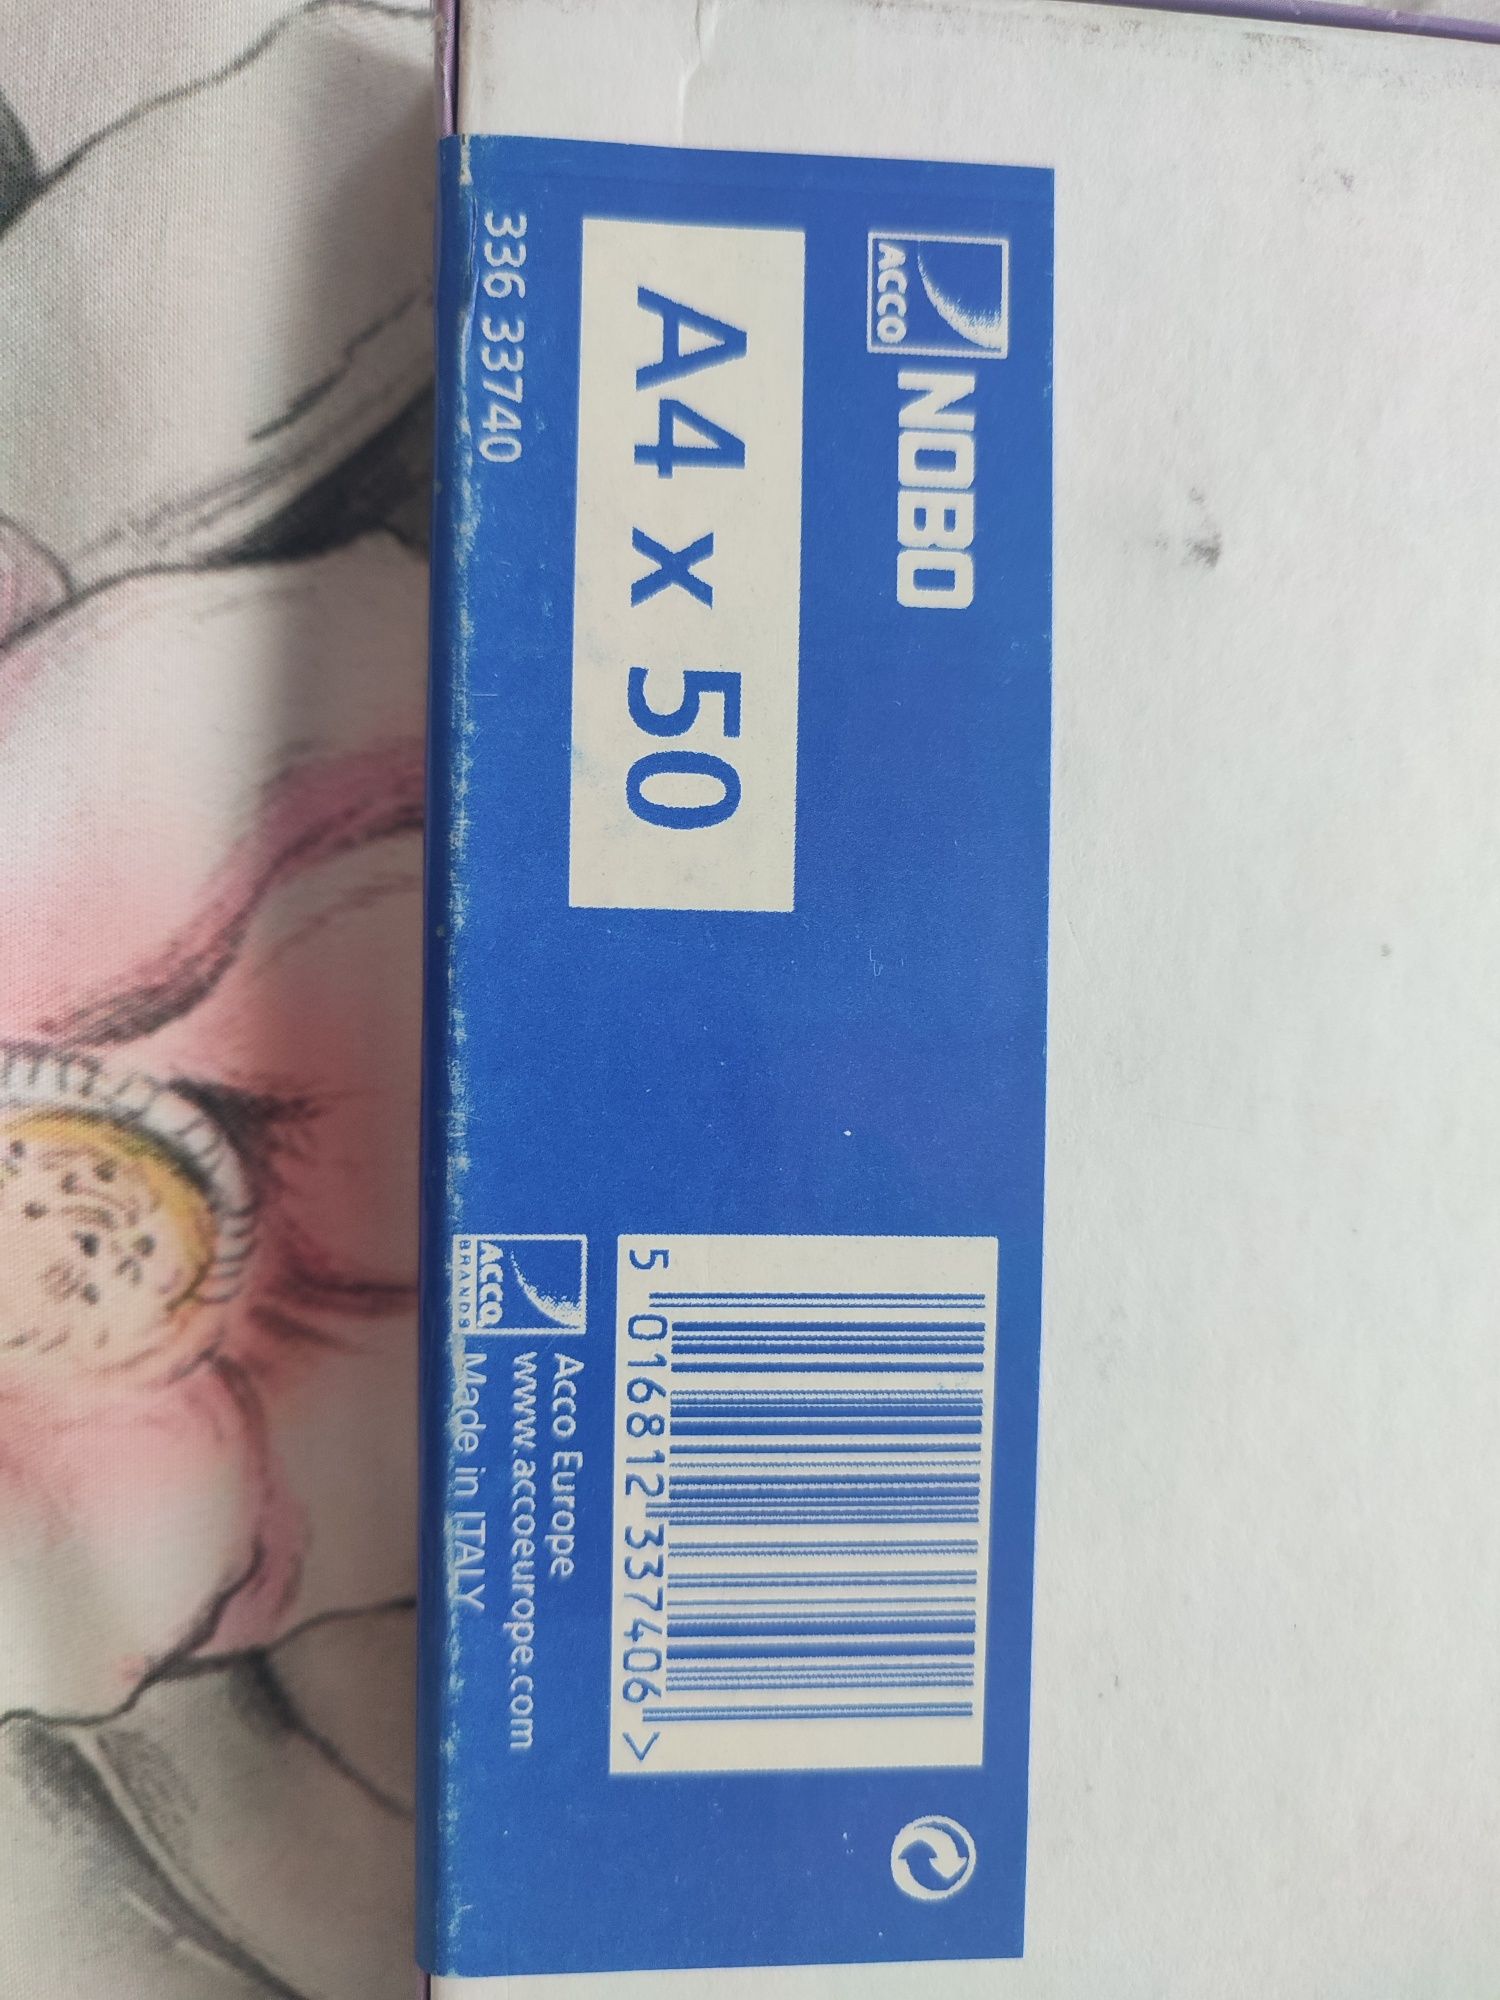 ACCO
NOBO
A4 x 50
336 33740
5 016812 337406 >
ACCO
BRANDS
Acco Europe
www.accoeurope.com
Made in ITALY